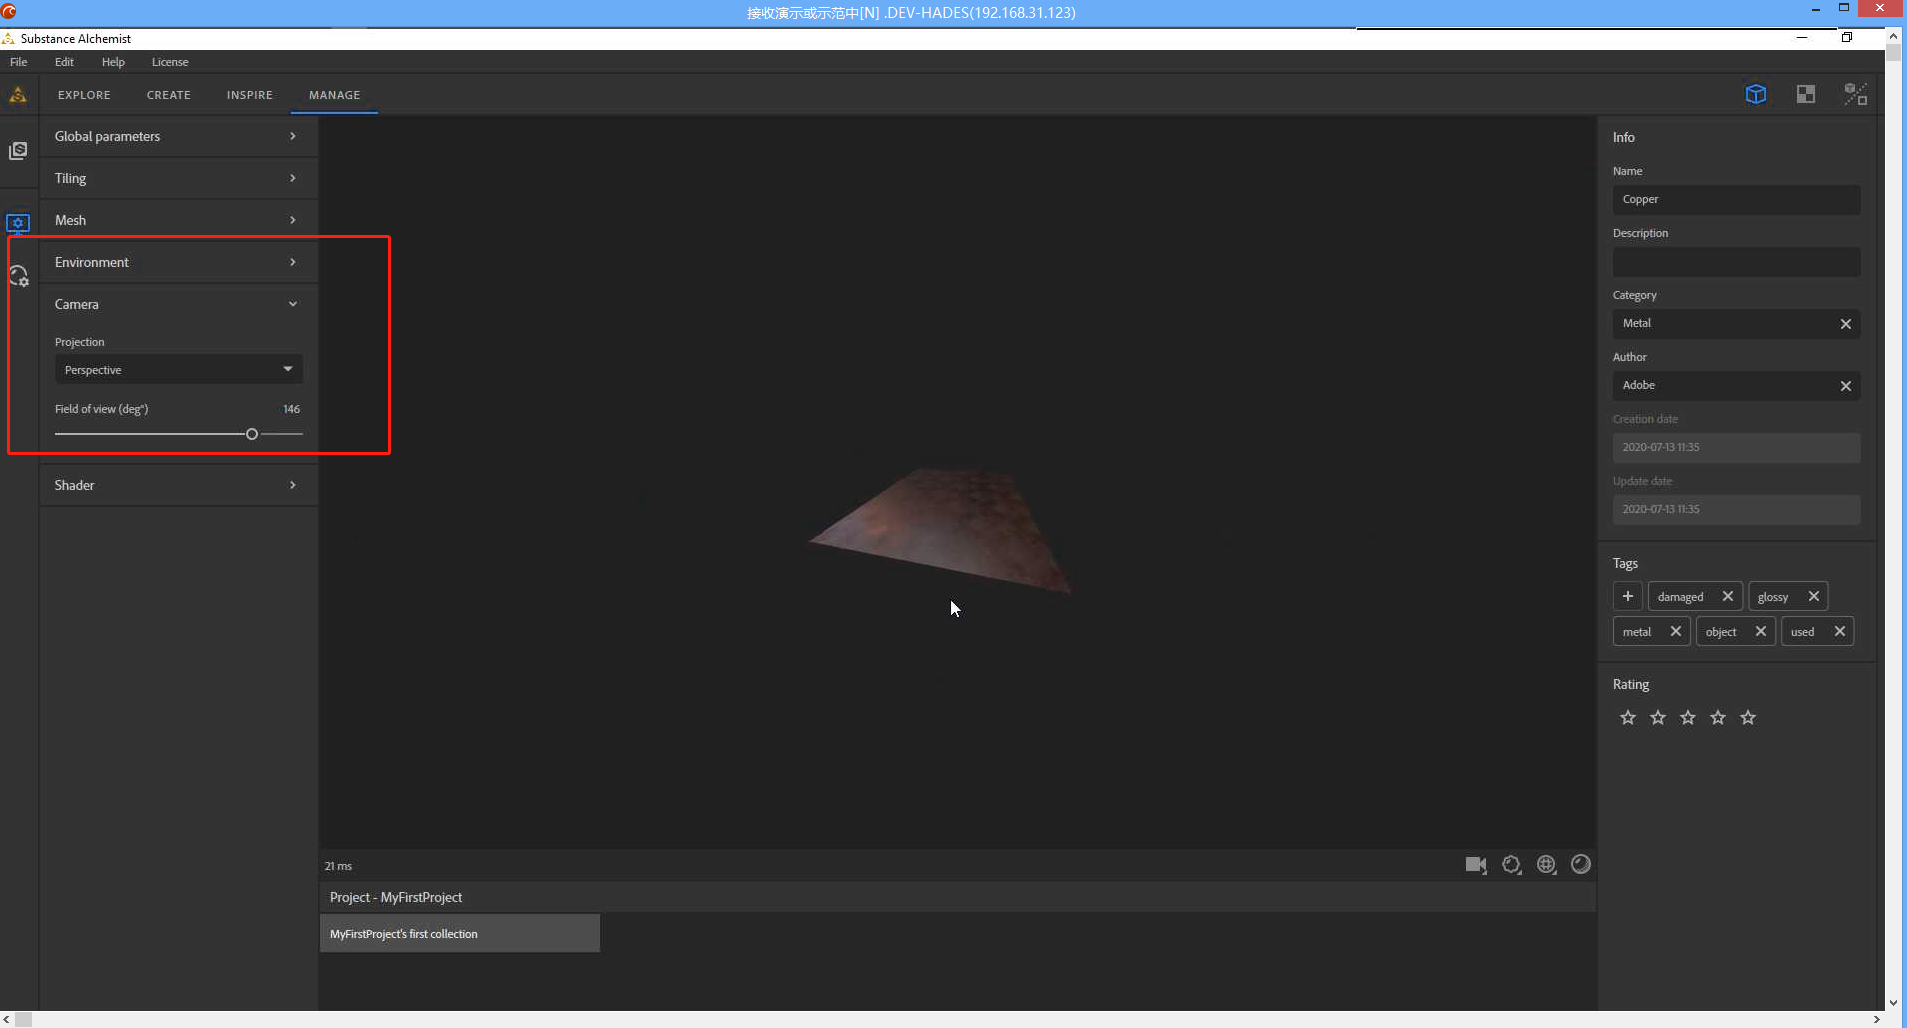 接收演示或示范中[N] .DEV-HADES(192.168.31.123)
Substance Alchemist
File Edit Help License
EXPLORE CREATE INSPIRE MANAGE
Global parameters
Tiling
Mesh
Environment
Camera
Projection
Perspective
Field of view (deg°) 146
Shader
21 ms
Project - MyFirstProject
MyFirstProject's first collection
Info
Name
Copper
Description
Category
Metal
Author
Adobe
Creation date
2020-07-13 11:35
Update date
2020-07-13 11:35
Tags
damaged glossy
metal object used
Rating